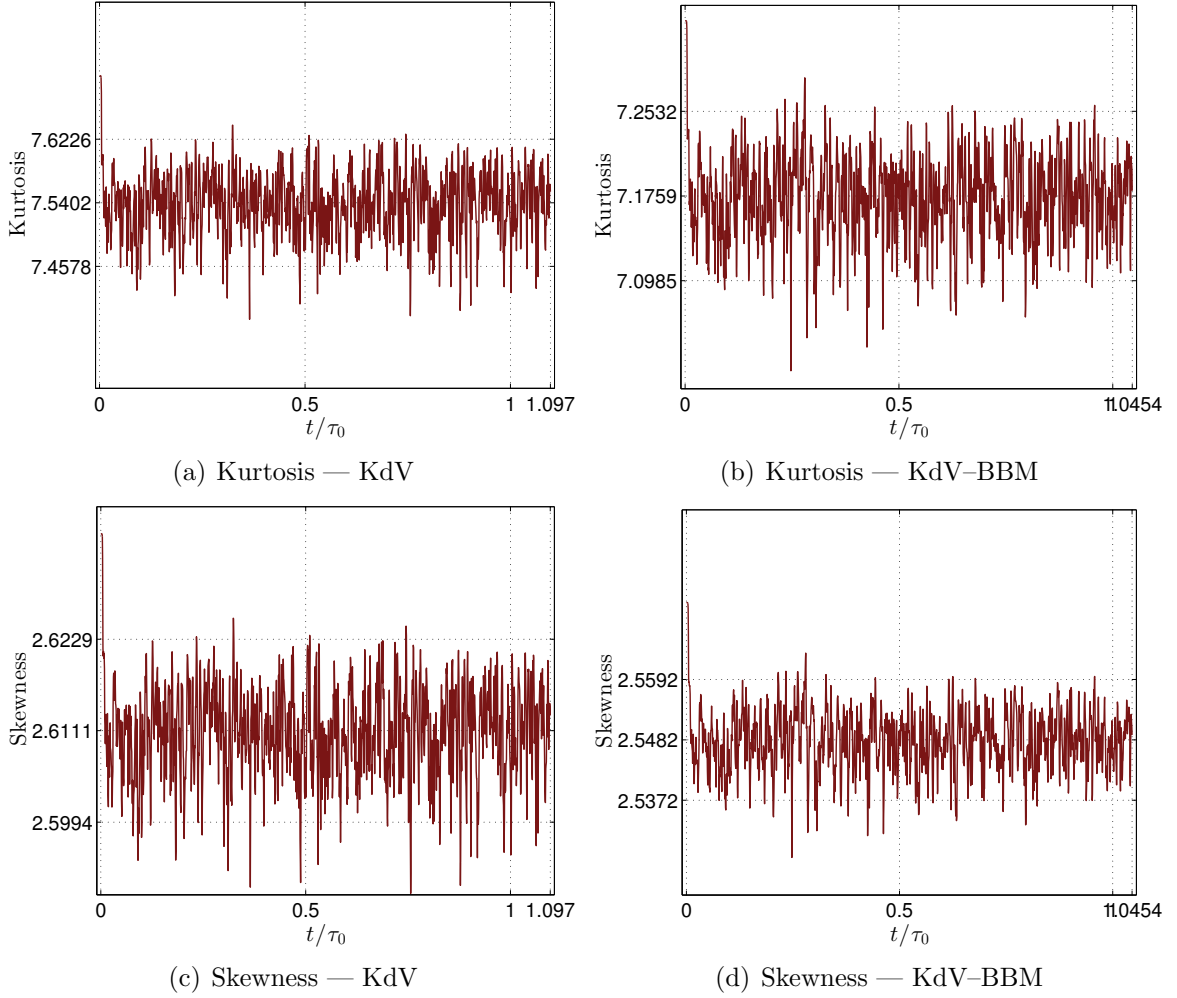 Kurtosis
7.6226
7.5402
7.4578
0
0.5
1
1.097
t/τ₀
(a) Kurtosis — KdV
Kurtosis
7.2532
7.1759
7.0985
0
0.5
1
1.0454
t/τ₀
(b) Kurtosis — KdV–BBM
Skewness
2.6229
2.6111
2.5994
0
0.5
1
1.097
t/τ₀
(c) Skewness — KdV
Skewness
2.5592
2.5482
2.5372
0
0.5
1
1.0454
t/τ₀
(d) Skewness — KdV–BBM